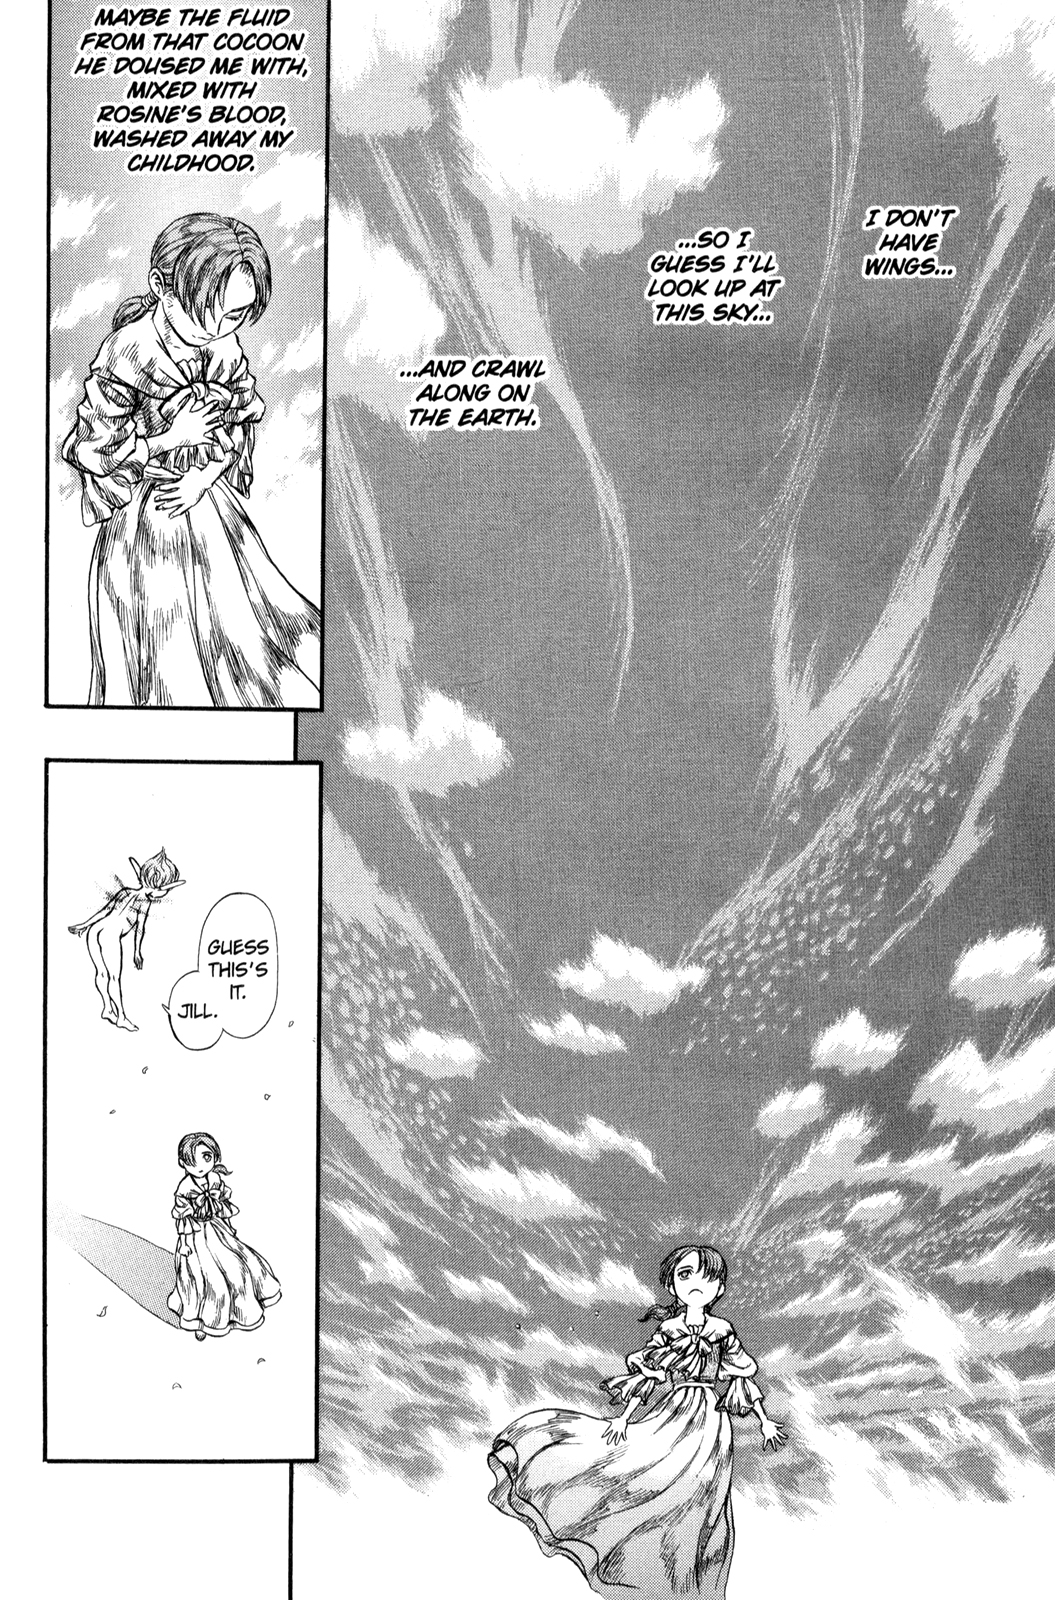 I DON'T
HAVE
WINGS...
...SO I
GUESS I'LL
LOOK UP AT
THIS SKY...
...AND CRAWL
ALONG ON
THE EARTH.
MAYBE THE FLUID
FROM THAT COCOON
HE DOUSED ME WITH,
MIXED WITH
ROSINE'S BLOOD,
WASHED AWAY MY
CHILDHOOD.
GUESS
THIS'S
IT.
JILL.